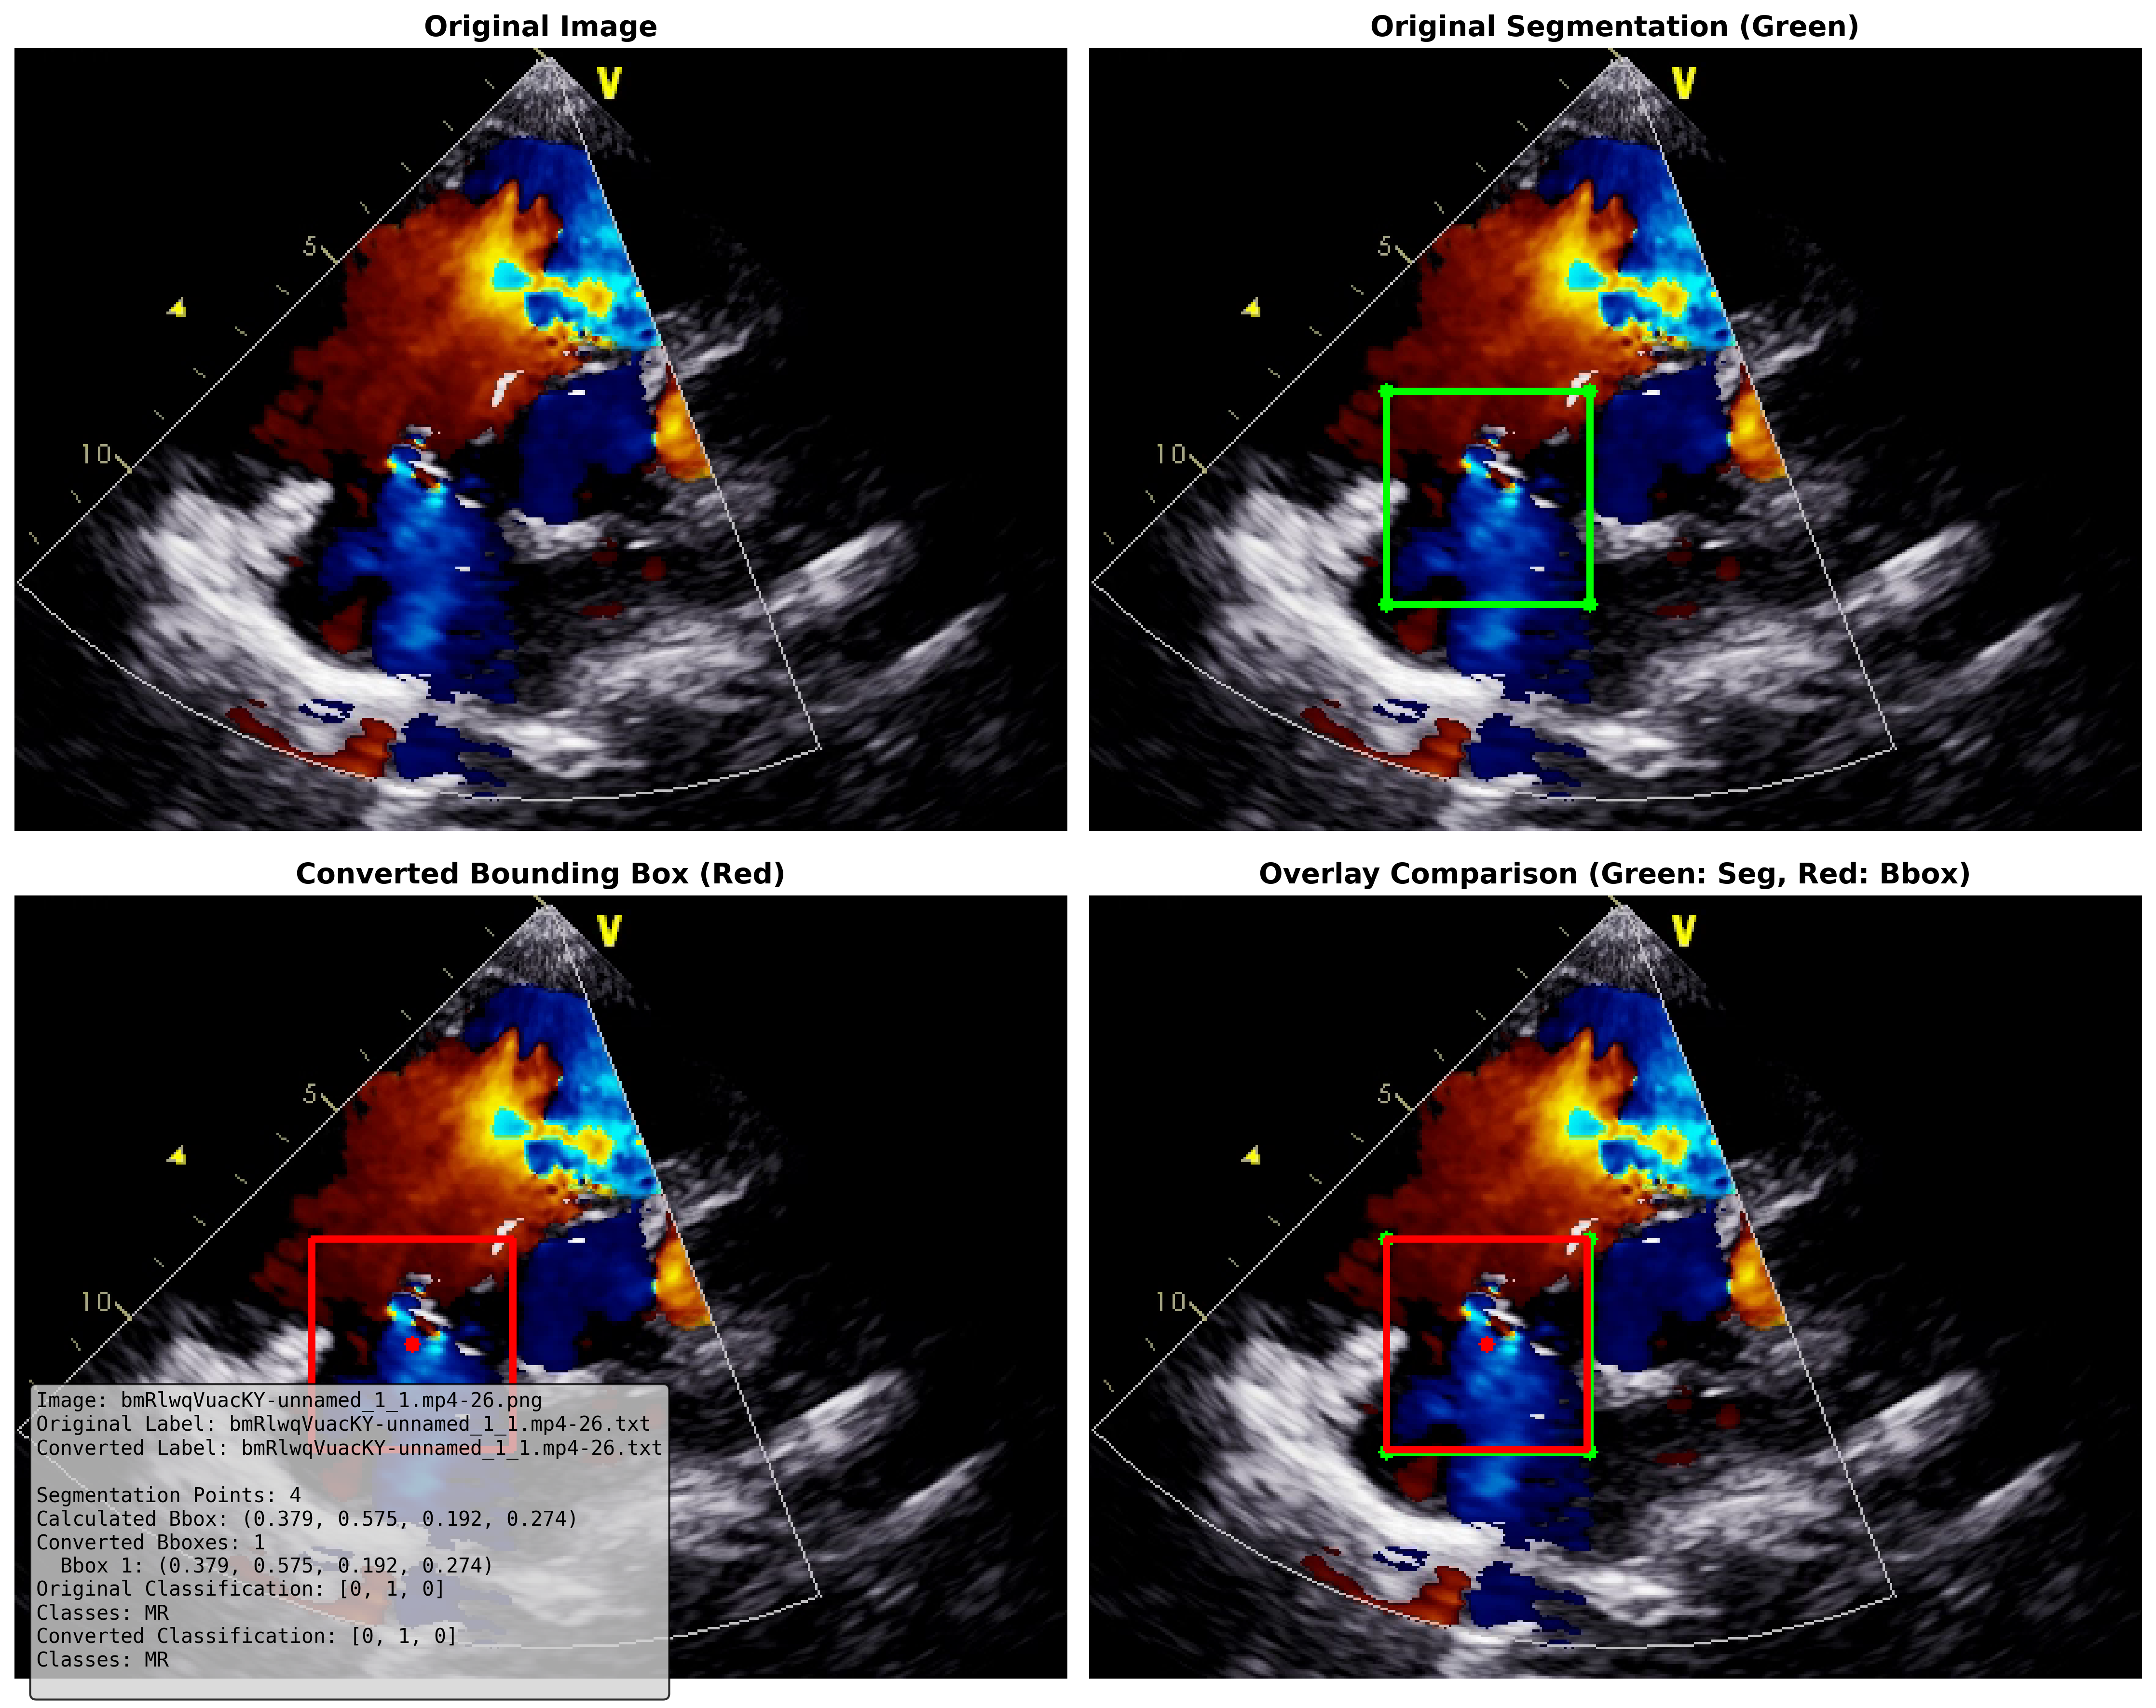 Original Image
Original Segmentation (Green)
V
5
10
V
5
10
Converted Bounding Box (Red)
Overlay Comparison (Green: Seg, Red: Bbox)
V
5
10
V
5
10
Image: bmRlwqVuacKY-unnamed_1_1.mp4-26.png
Original Label: bmRlwqVuacKY-unnamed_1_1.mp4-26.txt
Converted Label: bmRlwqVuacKY-unnamed_1_1.mp4-26.txt
Segmentation Points: 4
Calculated Bbox: (0.379, 0.575, 0.192, 0.274)
Converted Bboxes: 1
Bbox 1: (0.379, 0.575, 0.192, 0.274)
Original Classification: [0, 1, 0]
Classes: MR
Converted Classification: [0, 1, 0]
Classes: MR